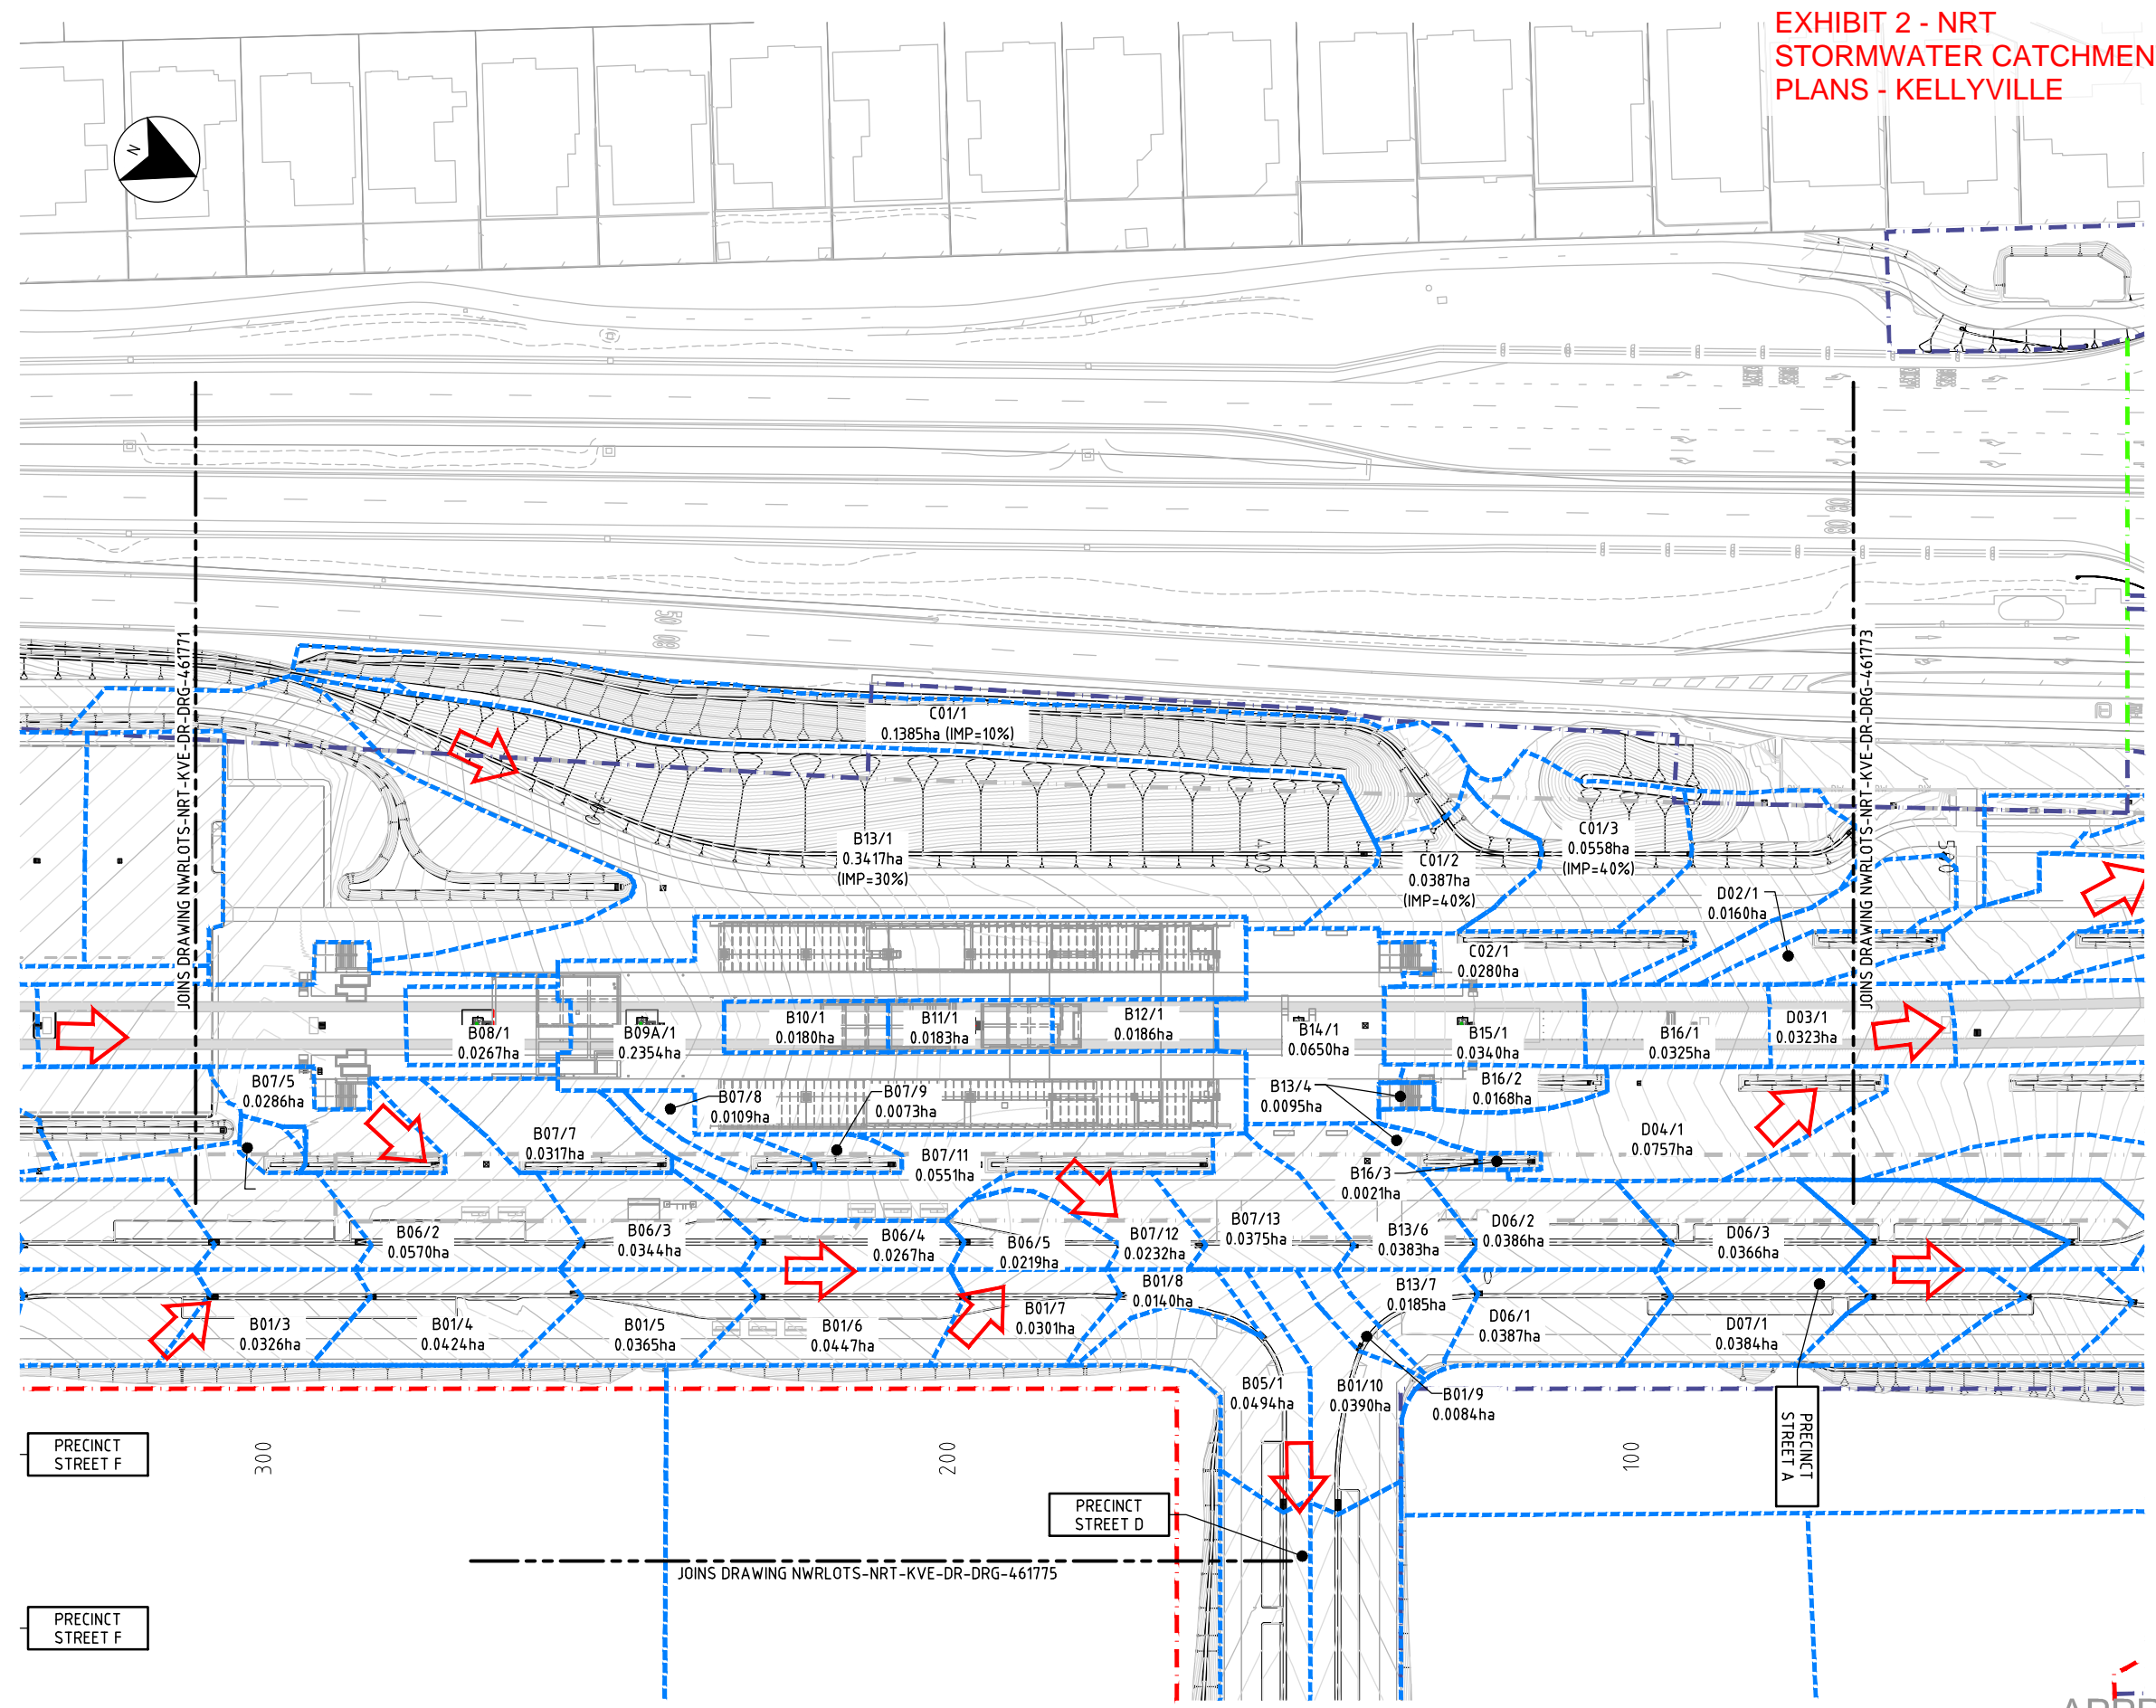 EXHIBIT 2 - NRT
STORMWATER CATCHMEN
PLANS - KELLYVILLE
N
JOINS DRAWING NWRLOTS-NRT-KVE-DR-DRG-461771
JOINS DRAWING NWRLOTS-NRT-KVE-DR-DRG-461773
C01/1
0.1385ha (IMP=10%)
B13/1
0.3417ha
(IMP=30%)
400
C01/2
0.0387ha
(IMP=40%)
C01/3
0.0558ha
(IMP=40%)
500
D02/1
0.0160ha
C02/1
0.0280ha
B08/1
0.0267ha
B09A/1
0.2354ha
B10/1
0.0180ha
B11/1
0.0183ha
B12/1
0.0186ha
B14/1
0.0650ha
B15/1
0.0340ha
B16/1
0.0325ha
D03/1
0.0323ha
B07/5
0.0286ha
B07/8
0.0109ha
B07/9
0.0073ha
B13/4
0.0095ha
B16/2
0.0168ha
B07/7
0.0317ha
B07/11
0.0551ha
B16/3
0.0021ha
D04/1
0.0757ha
B06/2
0.0570ha
B06/3
0.0344ha
B06/4
0.0267ha
B06/5
0.0219ha
B07/12
0.0232ha
B07/13
0.0375ha
B13/6
0.0383ha
D06/2
0.0386ha
D06/3
0.0366ha
B01/8
0.0140ha
B13/7
0.0185ha
B01/3
0.0326ha
B01/4
0.0424ha
B01/5
0.0365ha
B01/6
0.0447ha
B01/7
0.0301ha
D06/1
0.0387ha
D07/1
0.0384ha
B05/1
0.0494ha
B01/10
0.0390ha
B01/9
0.0084ha
PRECINCT
STREET A
PRECINCT
STREET F
300
200
100
PRECINCT
STREET D
JOINS DRAWING NWRLOTS-NRT-KVE-DR-DRG-461775
PRECINCT
STREET F